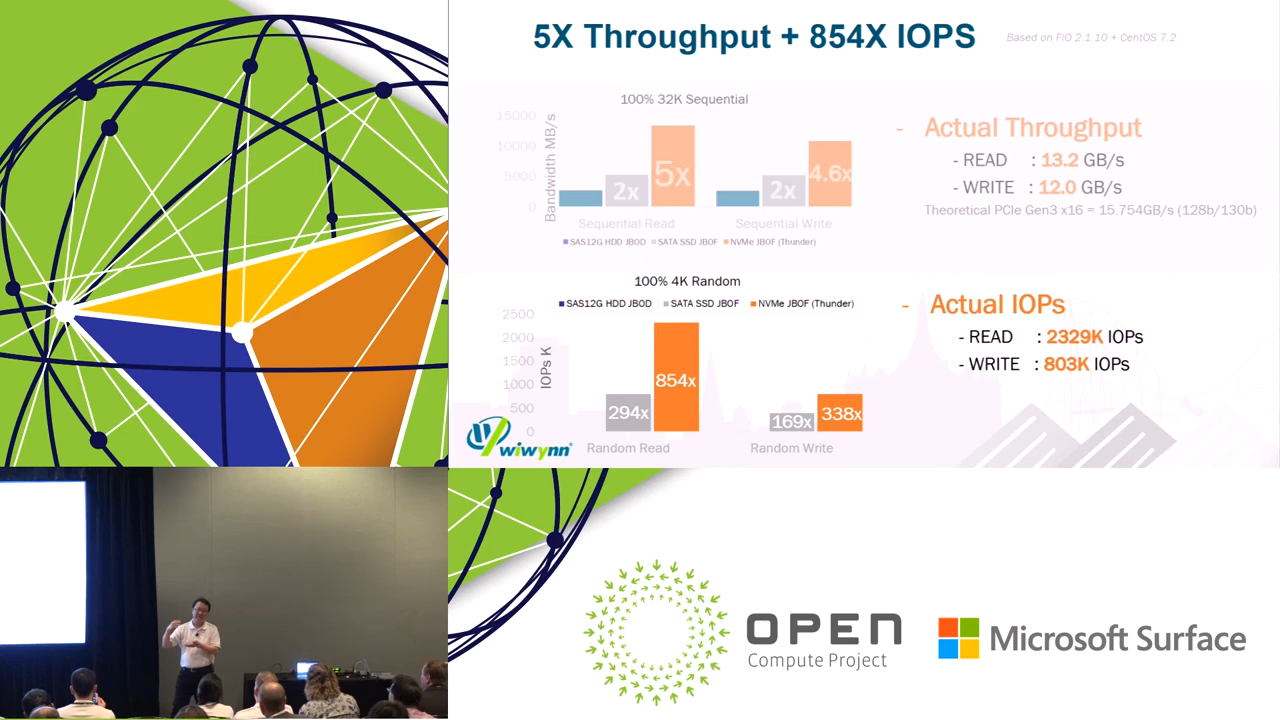 5X Throughput + 854X IOPS
Based on FIO 2.1.10 + CentOS 7.2
100% 32K Sequential
Bandwidth MB/s
15000
10000
5000
0
2x
5x
2x
4.6x
Sequential Read
Sequential Write
SAS12G HDD JBOD
SATA SSD JBOF
NVMe JBOF (Thunder)
- Actual Throughput
- READ : 13.2 GB/s
- WRITE : 12.0 GB/s
Theoretical PCIe Gen3 x16 = 15.754GB/s (128b/130b)
100% 4K Random
SAS12G HDD JBOD
SATA SSD JBOF
NVMe JBOF (Thunder)
IOPs K
2500
2000
1500
1000
500
0
294x
854x
169x
338x
Random Read
Random Write
- Actual IOPs
- READ : 2329K IOPs
- WRITE : 803K IOPs
wiwynn
OPEN
Compute Project
Microsoft Surface